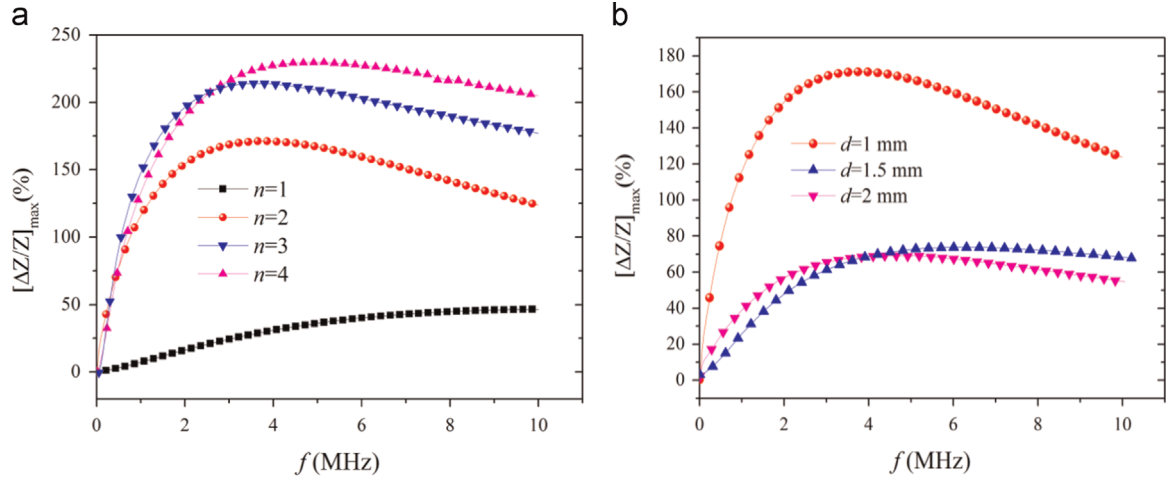 a
250
200
150
100
50
0
[ΔZ/Z]max(%)
n=1
n=2
n=3
n=4
0 2 4 6 8 10
f (MHz)
b
180
160
140
120
100
80
60
40
20
0
[ΔZ/Z]max(%)
d=1 mm
d=1.5 mm
d=2 mm
0 2 4 6 8 10
f (MHz)